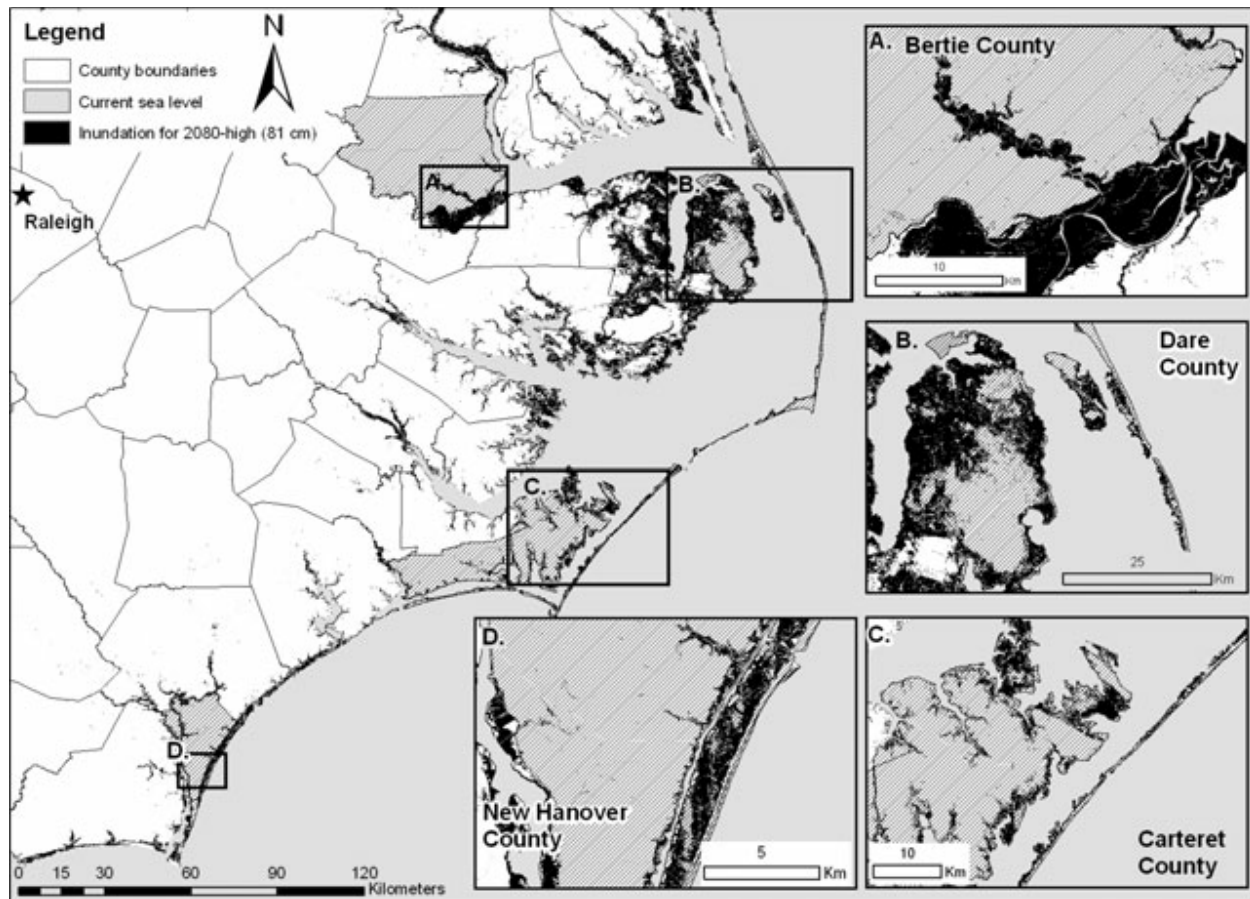 Legend
County boundaries
Current sea level
Inundation for 2080-high (81 cm)
N
Raleigh
A.
B.
C.
D.
0 15 30 60 90 120
Kilometers
A.
Bertie County
10
Km
B.
Dare
County
25
Km
C.
5
Carteret
County
10
Km
D.
New Hanover
County
5
Km